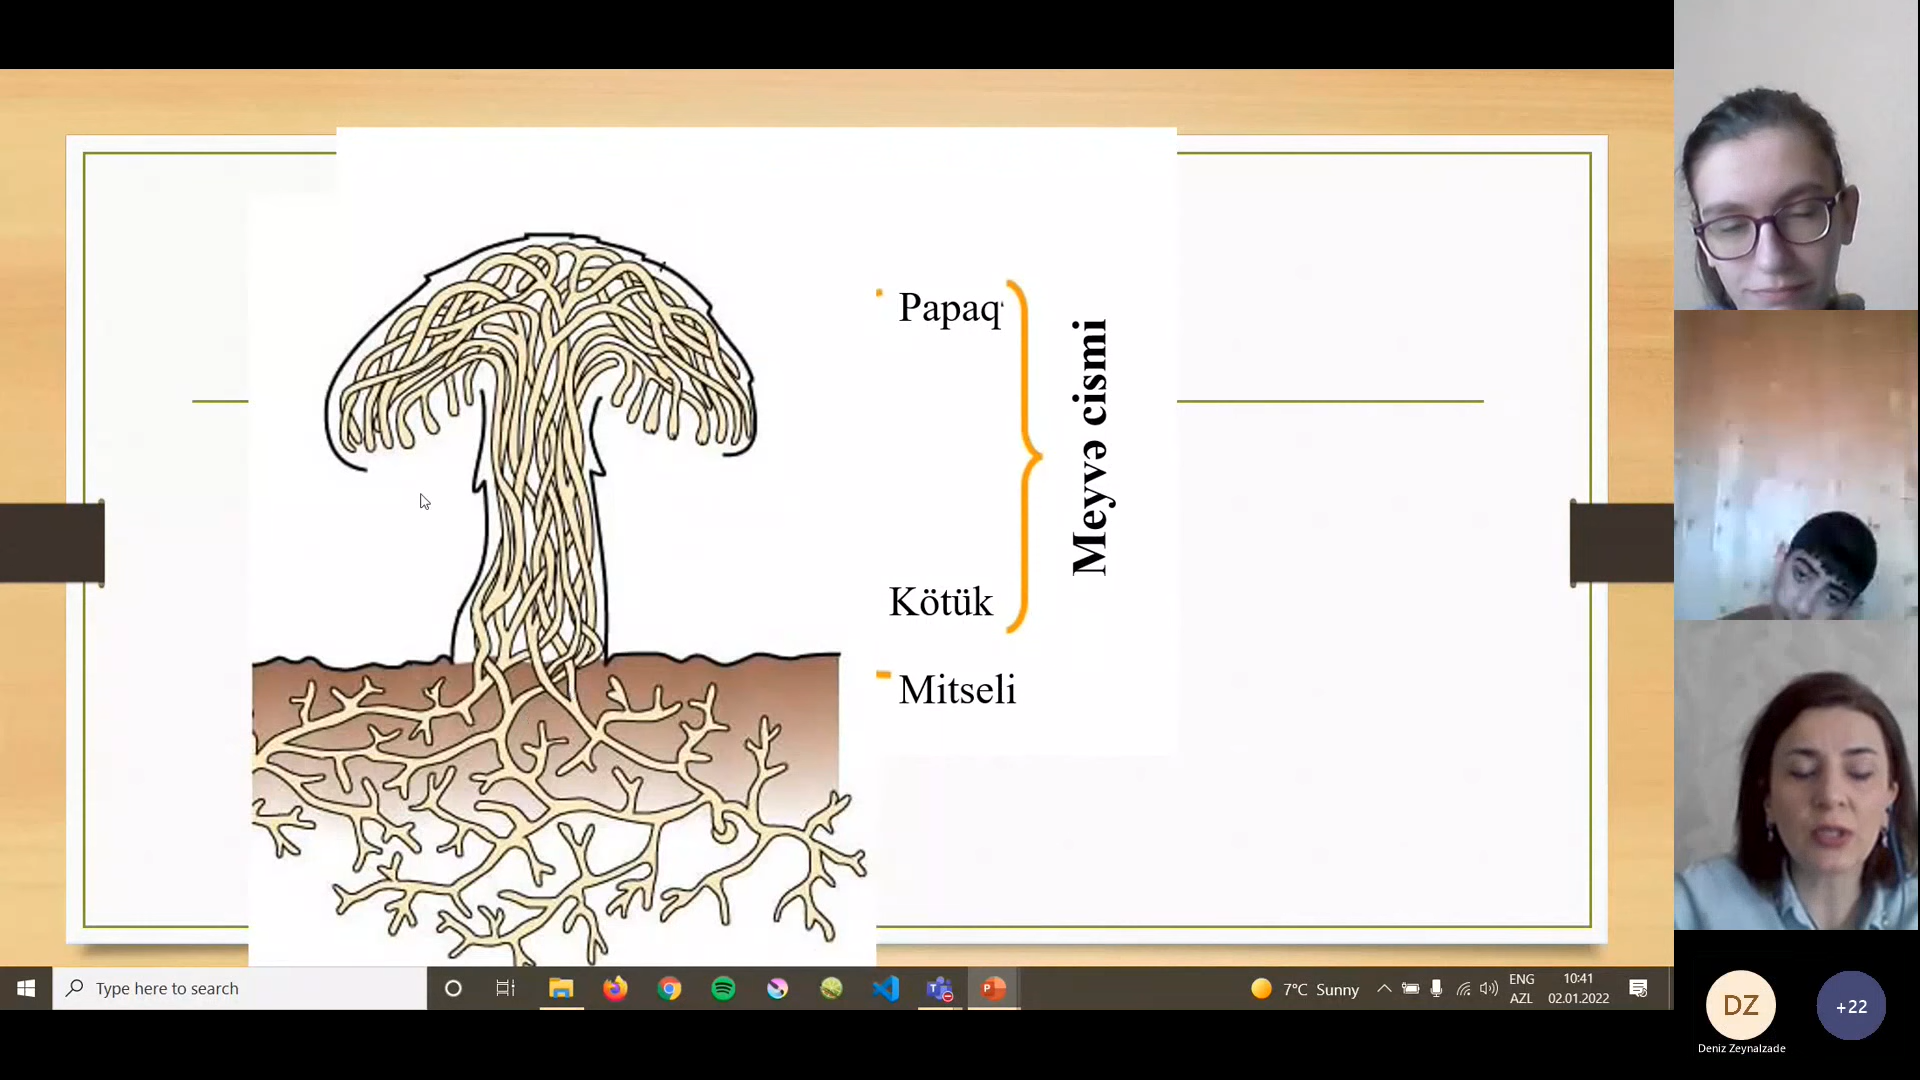 Papaq
Meyvə cismi
Kötük
Mitseli
Type here to search
7°C Sunny
ENG
AZL
10:41
02.01.2022
DZ
Deniz Zeynalzade
+22